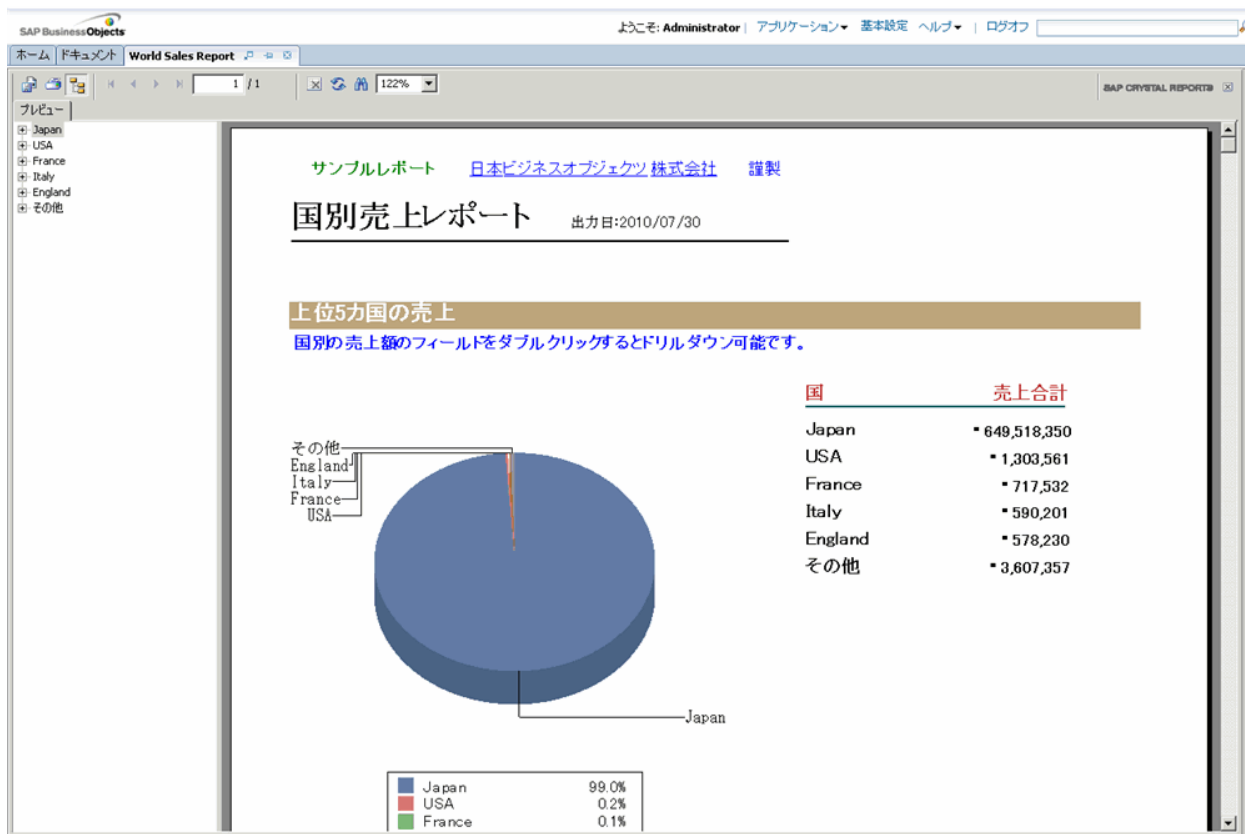 SAP BusinessObjects
ようこそ: Administrator | アプリケーション 基本設定 ヘルプ | ログオフ
ホーム ドキュメント World Sales Report
1 / 1 122%
SAP CRYSTAL REPORTS
プレビュー
Japan
USA
France
Italy
England
その他
サンプルレポート 日本ビジネスオブジェクツ 株式会社 謹製
国別売上レポート 出力日:2010/07/30
上位5カ国の売上
国別の売上額のフィールドをダブルクリックするとドリルダウン可能です。
国 売上合計
Japan 649,518,350
USA 1,303,561
France 717,532
Italy 590,201
England 578,230
その他 3,607,357
その他
England
Italy
France
USA
Japan
Japan 99.0%
USA 0.2%
France 0.1%